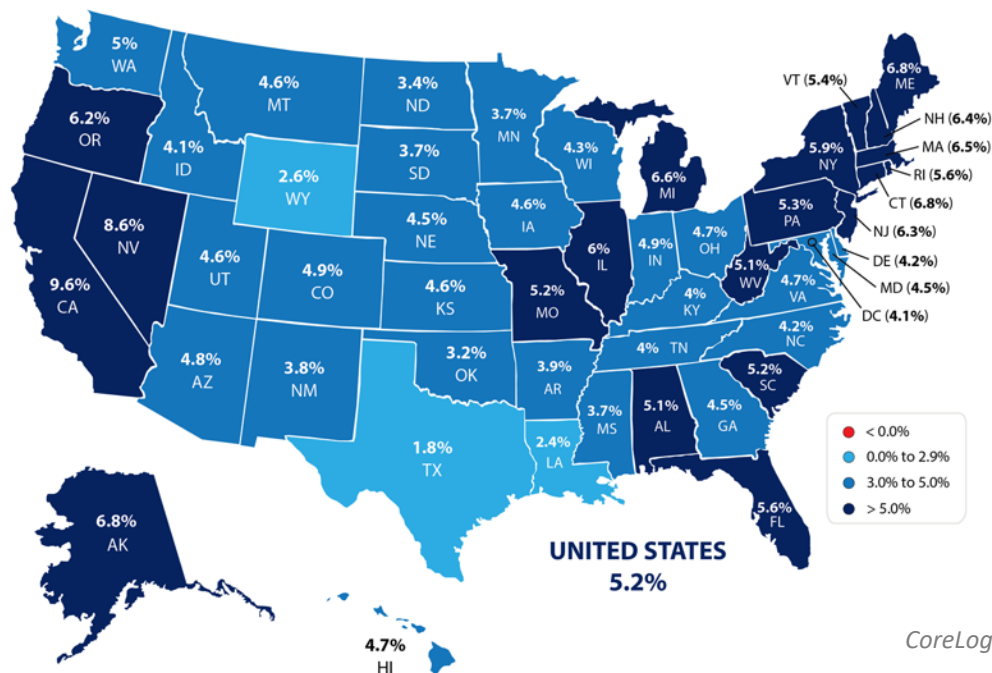 5%
WA
4.6%
MT
3.4%
ND
3.7%
MN
6.8%
ME
VT (5.4%)
NH (6.4%)
MA (6.5%)
RI (5.6%)
CT (6.8%)
NJ (6.3%)
DE (4.2%)
MD (4.5%)
DC (4.1%)
6.2%
OR
4.1%
ID
2.6%
WY
3.7%
SD
4.3%
WI
6.6%
MI
5.9%
NY
5.3%
PA
8.6%
NV
4.6%
UT
4.9%
CO
4.5%
NE
4.6%
IA
6%
IL
4.9%
IN
4.7%
OH
5.1%
WV
4.7%
VA
9.6%
CA
4.6%
KS
5.2%
MO
4%
KY
4.2%
NC
4.8%
AZ
3.8%
NM
3.2%
OK
3.9%
AR
4% TN
5.2%
SC
1.8%
TX
2.4%
LA
3.7%
MS
5.1%
AL
4.5%
GA
5.6%
FL
6.8%
AK
4.7%
HI
< 0.0%
0.0% to 2.9%
3.0% to 5.0%
> 5.0%
UNITED STATES
5.2%
CoreLog